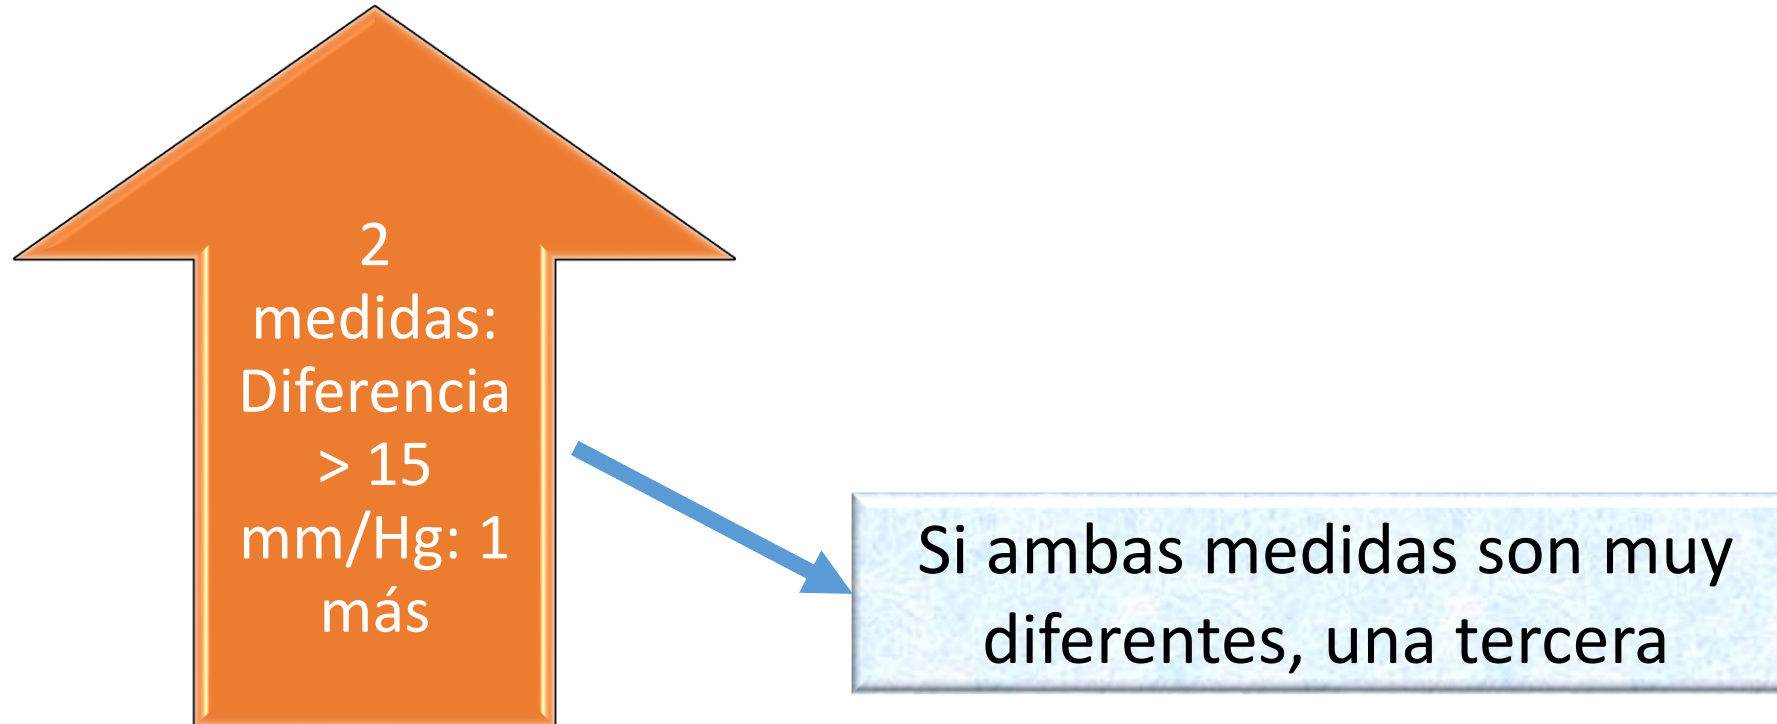 2
medidas:
Diferencia
> 15
mm/Hg: 1
más
Si ambas medidas son muy
diferentes, una tercera